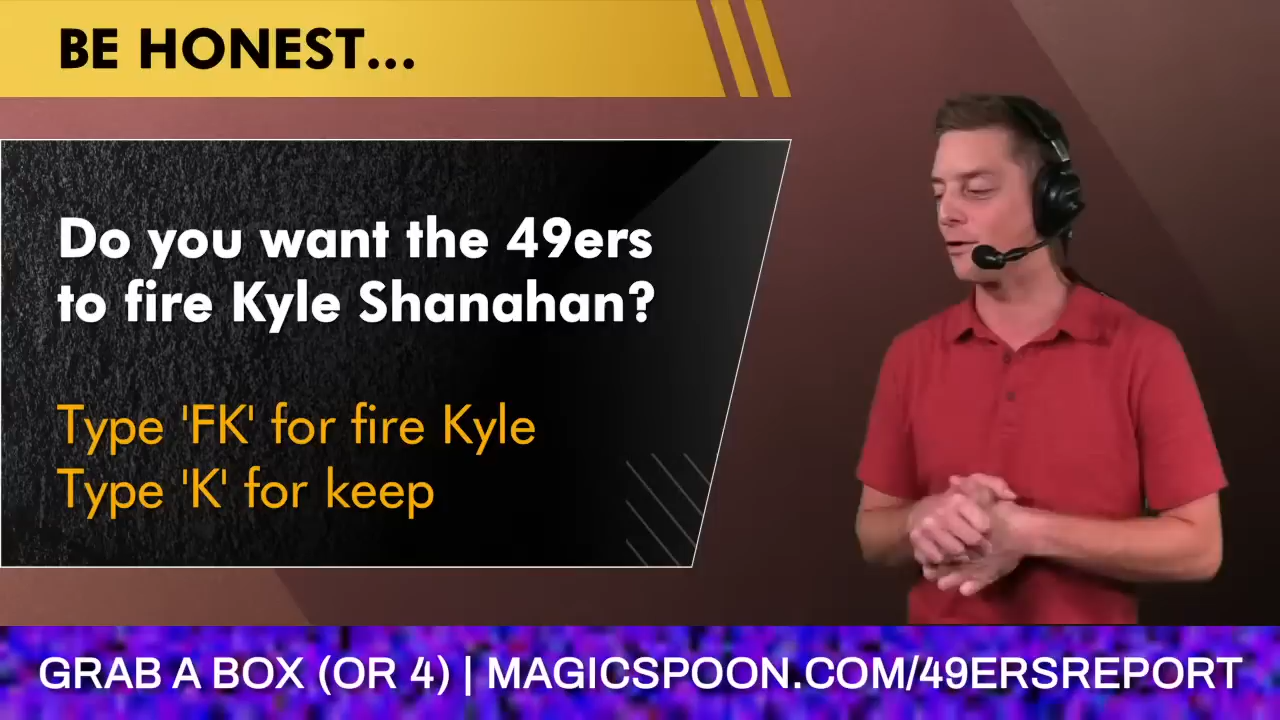 BE HONEST...
Do you want the 49ers
to fire Kyle Shanahan?
Type 'FK' for fire Kyle
Type 'K' for keep
GRAB A BOX (OR 4) | MAGICSPOON.COM/49ERSREPORT